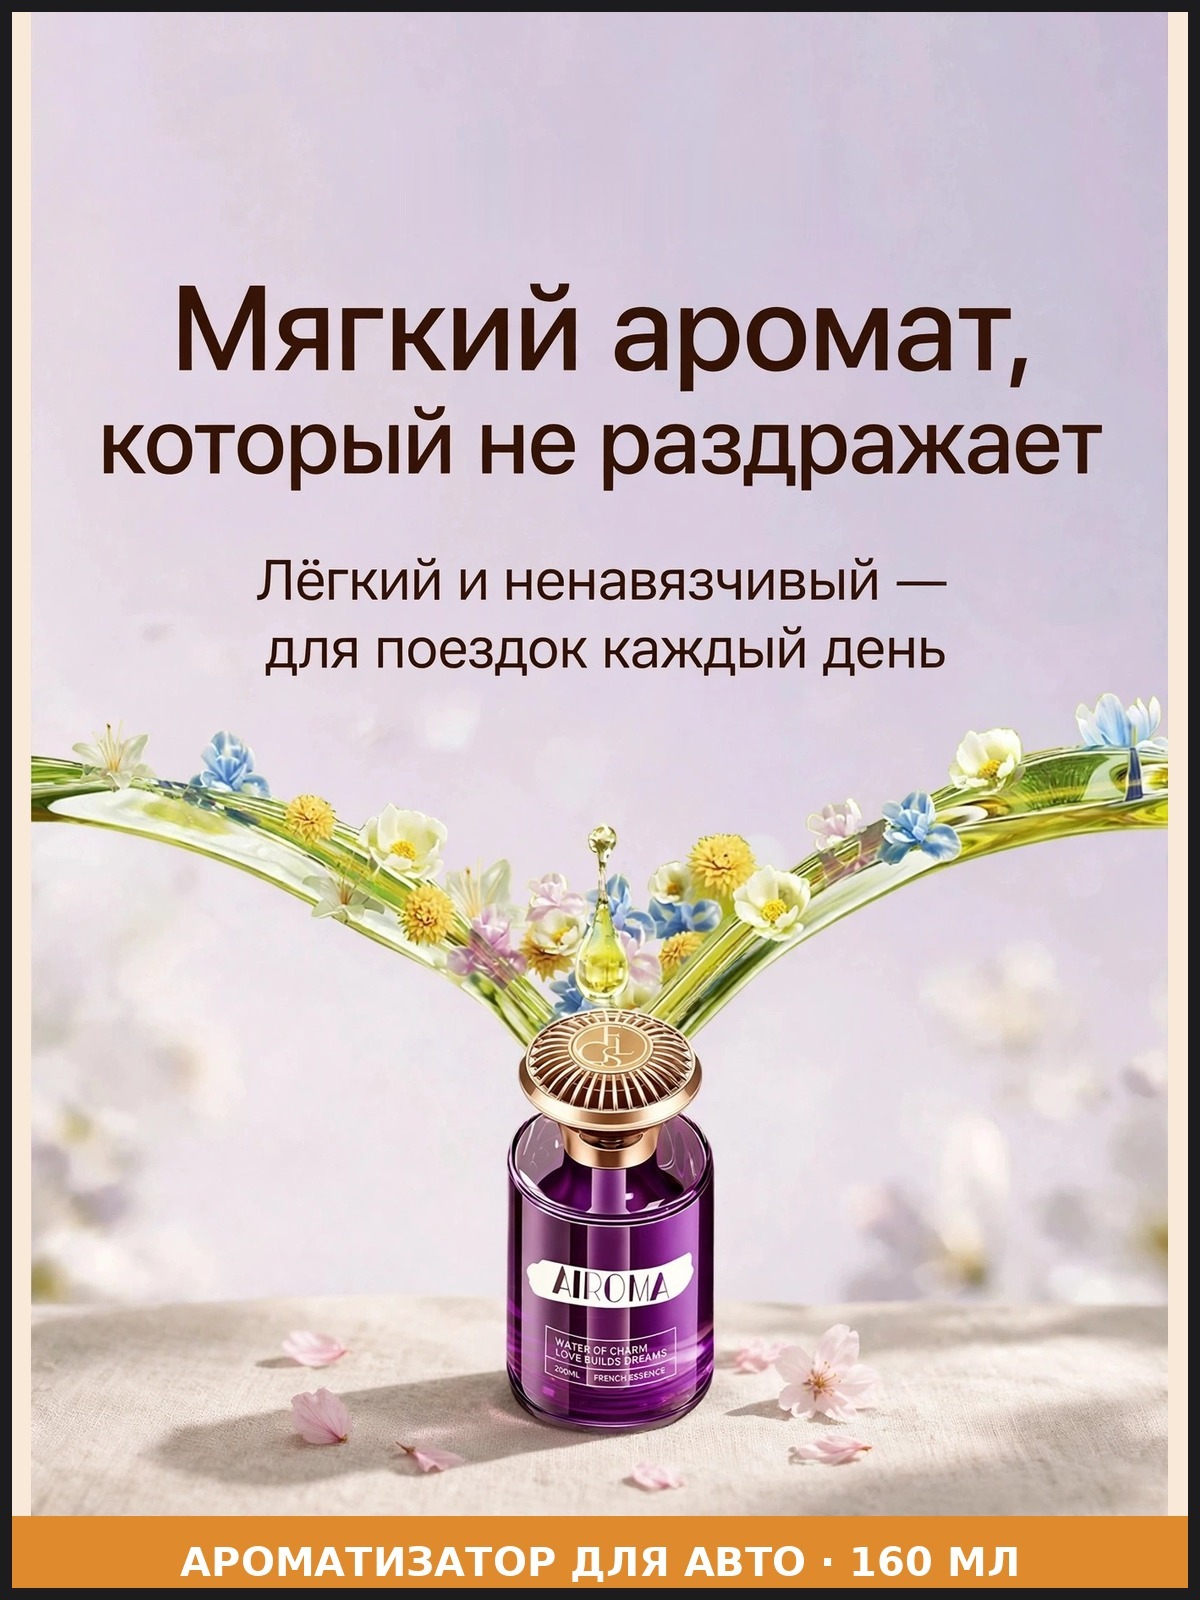 Мягкий аромат,
который не раздражает
Лёгкий и ненавязчивый —
для поездок каждый день
AIROMA
WATER OF CHARM
LOVE BUILDS DREAMS
200ML FRENCH ESSENCE
АРОМАТИЗАТОР ДЛЯ АВТО · 160 МЛ